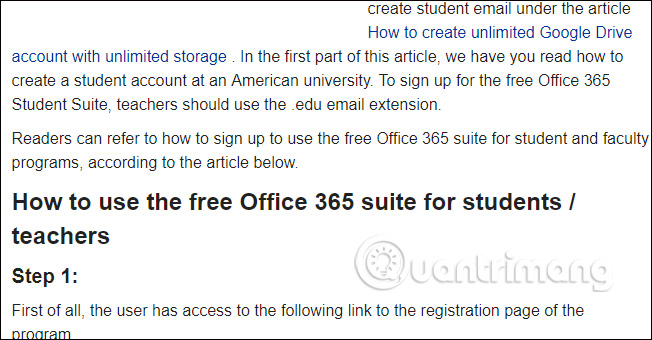 create student email under the article
How to create unlimited Google Drive
account with unlimited storage . In the first part of this article, we have you read how to
create a student account at an American university. To sign up for the free Office 365
Student Suite, teachers should use the .edu email extension.
Readers can refer to how to sign up to use the free Office 365 suite for student and faculty
programs, according to the article below.
How to use the free Office 365 suite for students /
teachers
Step 1:
Quantrimang
First of all, the user has access to the following link to the registration page of the
program